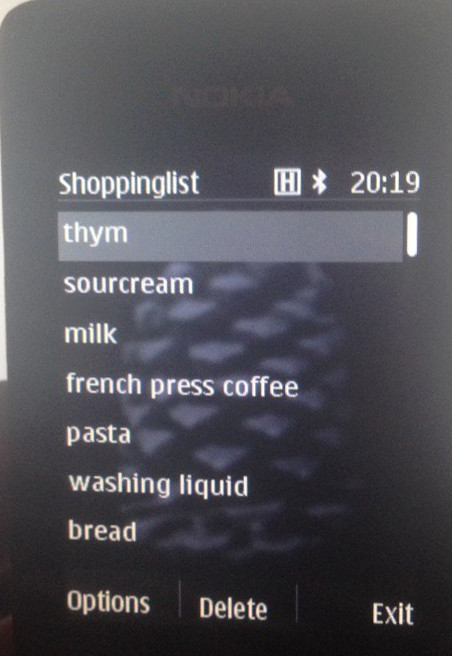 NOKIA
Shoppinglist H 20:19
thym
sourcream
milk
french press coffee
pasta
washing liquid
bread
Options Delete Exit